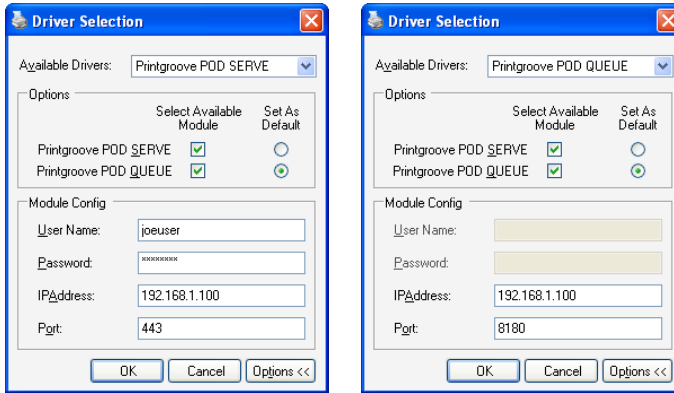 Driver Selection
Available Drivers: Printgroove POD SERVE
Options
Select Available Module
Set As Default
Printgroove POD SERVE
Printgroove POD QUEUE
Module Config
User Name: joeuser
Password: xxxxxxxx
IPAddress: 192.168.1.100
Port: 443
OK Cancel Options <<
Driver Selection
Available Drivers: Printgroove POD QUEUE
Options
Select Available Module
Set As Default
Printgroove POD SERVE
Printgroove POD QUEUE
Module Config
User Name:
Password:
IPAddress: 192.168.1.100
Port: 8180
OK Cancel Options <<